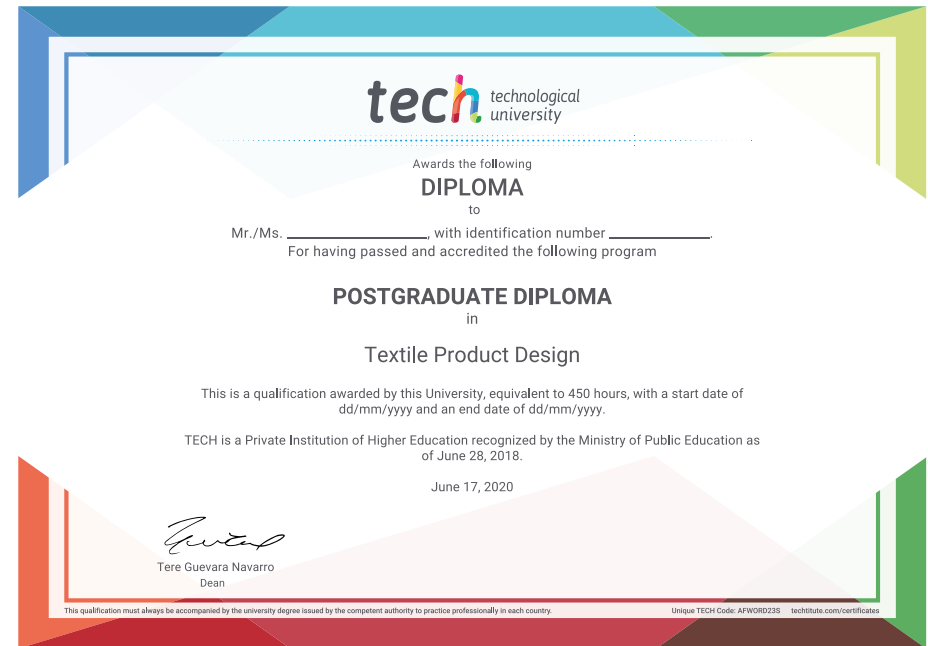 tech technological
university
Awards the following
DIPLOMA
to
Mr./Ms. ____________________, with identification number ______________.
For having passed and accredited the following program
POSTGRADUATE DIPLOMA
in
Textile Product Design
This is a qualification awarded by this University, equivalent to 450 hours, with a start date of
dd/mm/yyyy and an end date of dd/mm/yyyy.
TECH is a Private Institution of Higher Education recognized by the Ministry of Public Education as
of June 28, 2018.
June 17, 2020
Tere Guevara Navarro
Dean
This qualification must always be accompanied by the university degree issued by the competent authority to practice professionally in each country.
Unique TECH Code: AFWORD23S techtitute.com/certificates